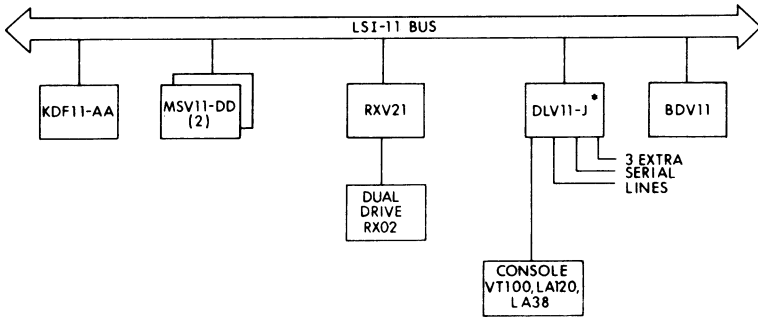 LSI-11 BUS
KDF11-AA
MSV11-DD
(2)
RXV21
DLV11-J*
BDV11
3 EXTRA
SERIAL
LINES
DUAL
DRIVE
RX02
CONSOLE
VT100, LA120,
LA38